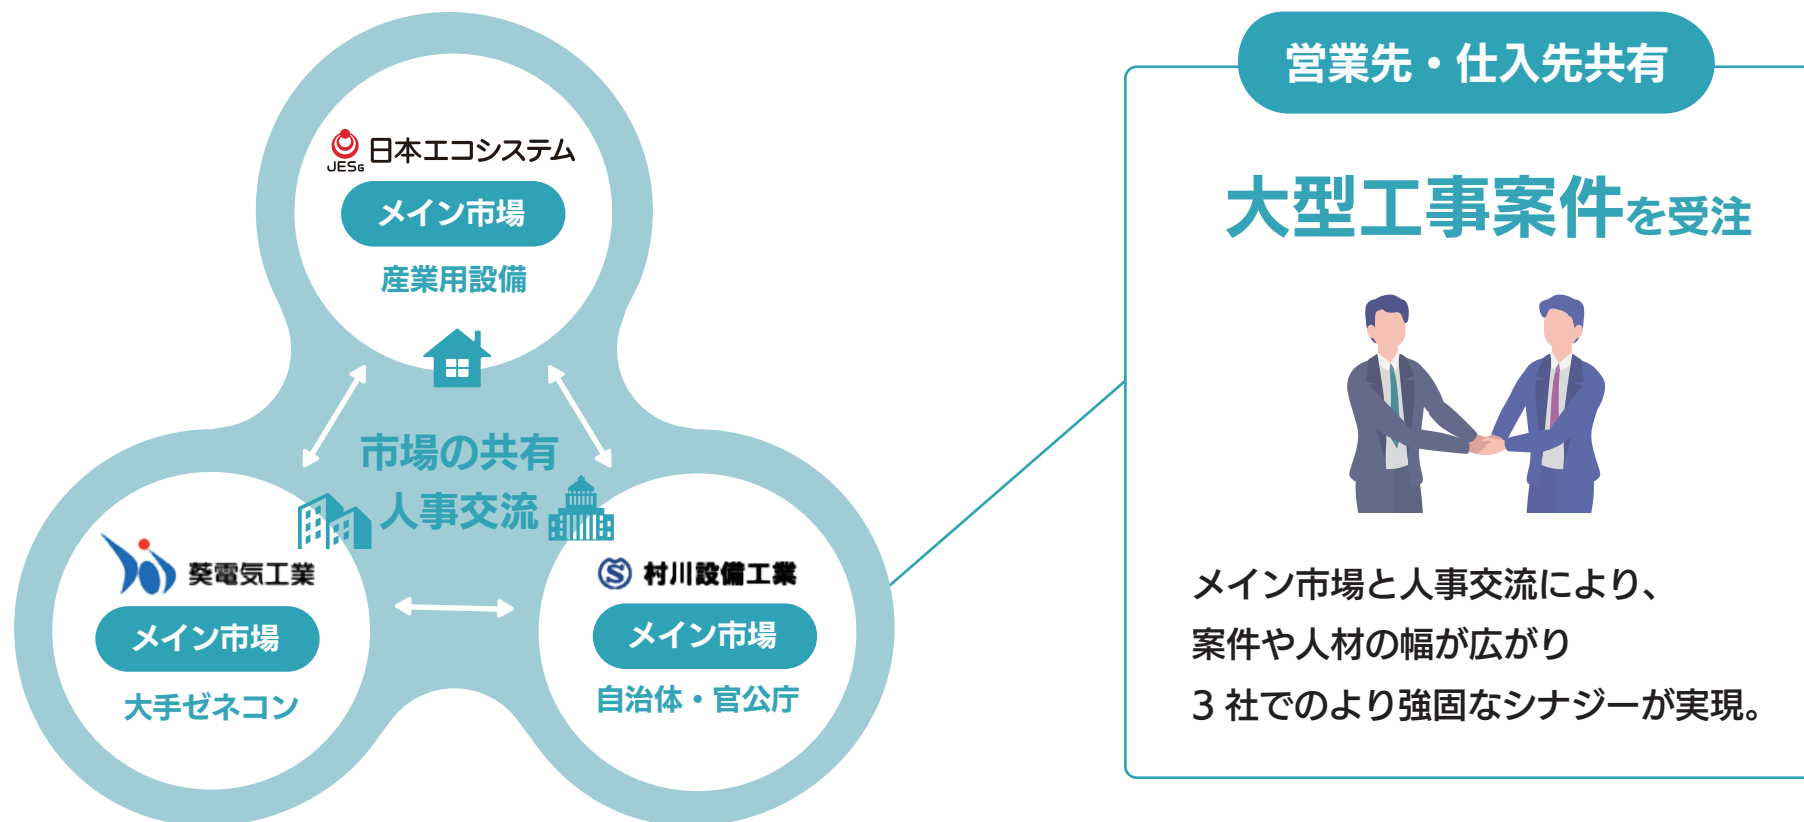 JESG
日本エコシステム
メイン市場
産業用設備
市場の共有
人事交流
葵電気工業
メイン市場
大手ゼネコン
S
村川設備工業
メイン市場
自治体・官公庁
営業先・仕入先共有
大型工事案件を受注
メイン市場と人事交流により、
案件や人材の幅が広がり
3 社でのより強固なシナジーが実現。